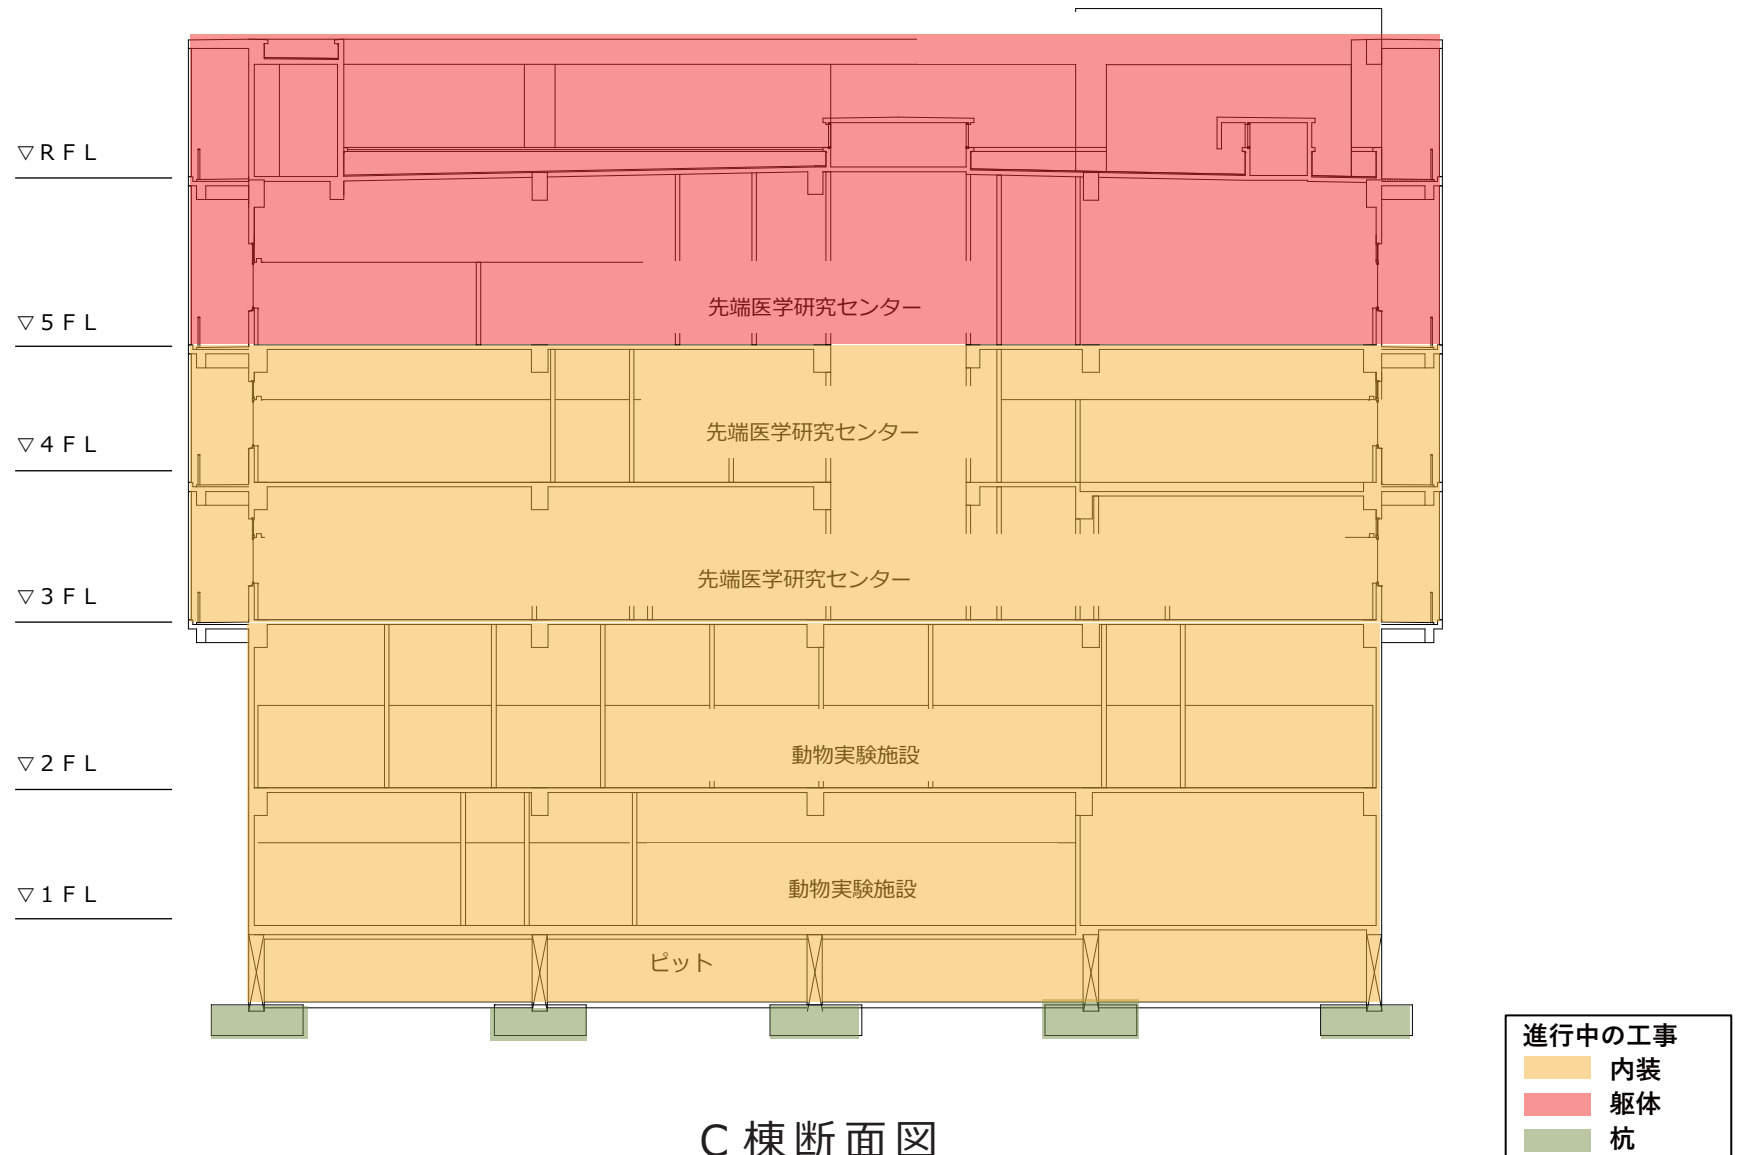 ▽ＲＦＬ
先端医学研究センター
▽５ＦＬ
先端医学研究センター
▽４ＦＬ
先端医学研究センター
▽３ＦＬ
動物実験施設
▽２ＦＬ
動物実験施設
▽１ＦＬ
ピット
進行中の工事
内装
躯体
杭
Ｃ棟断面図